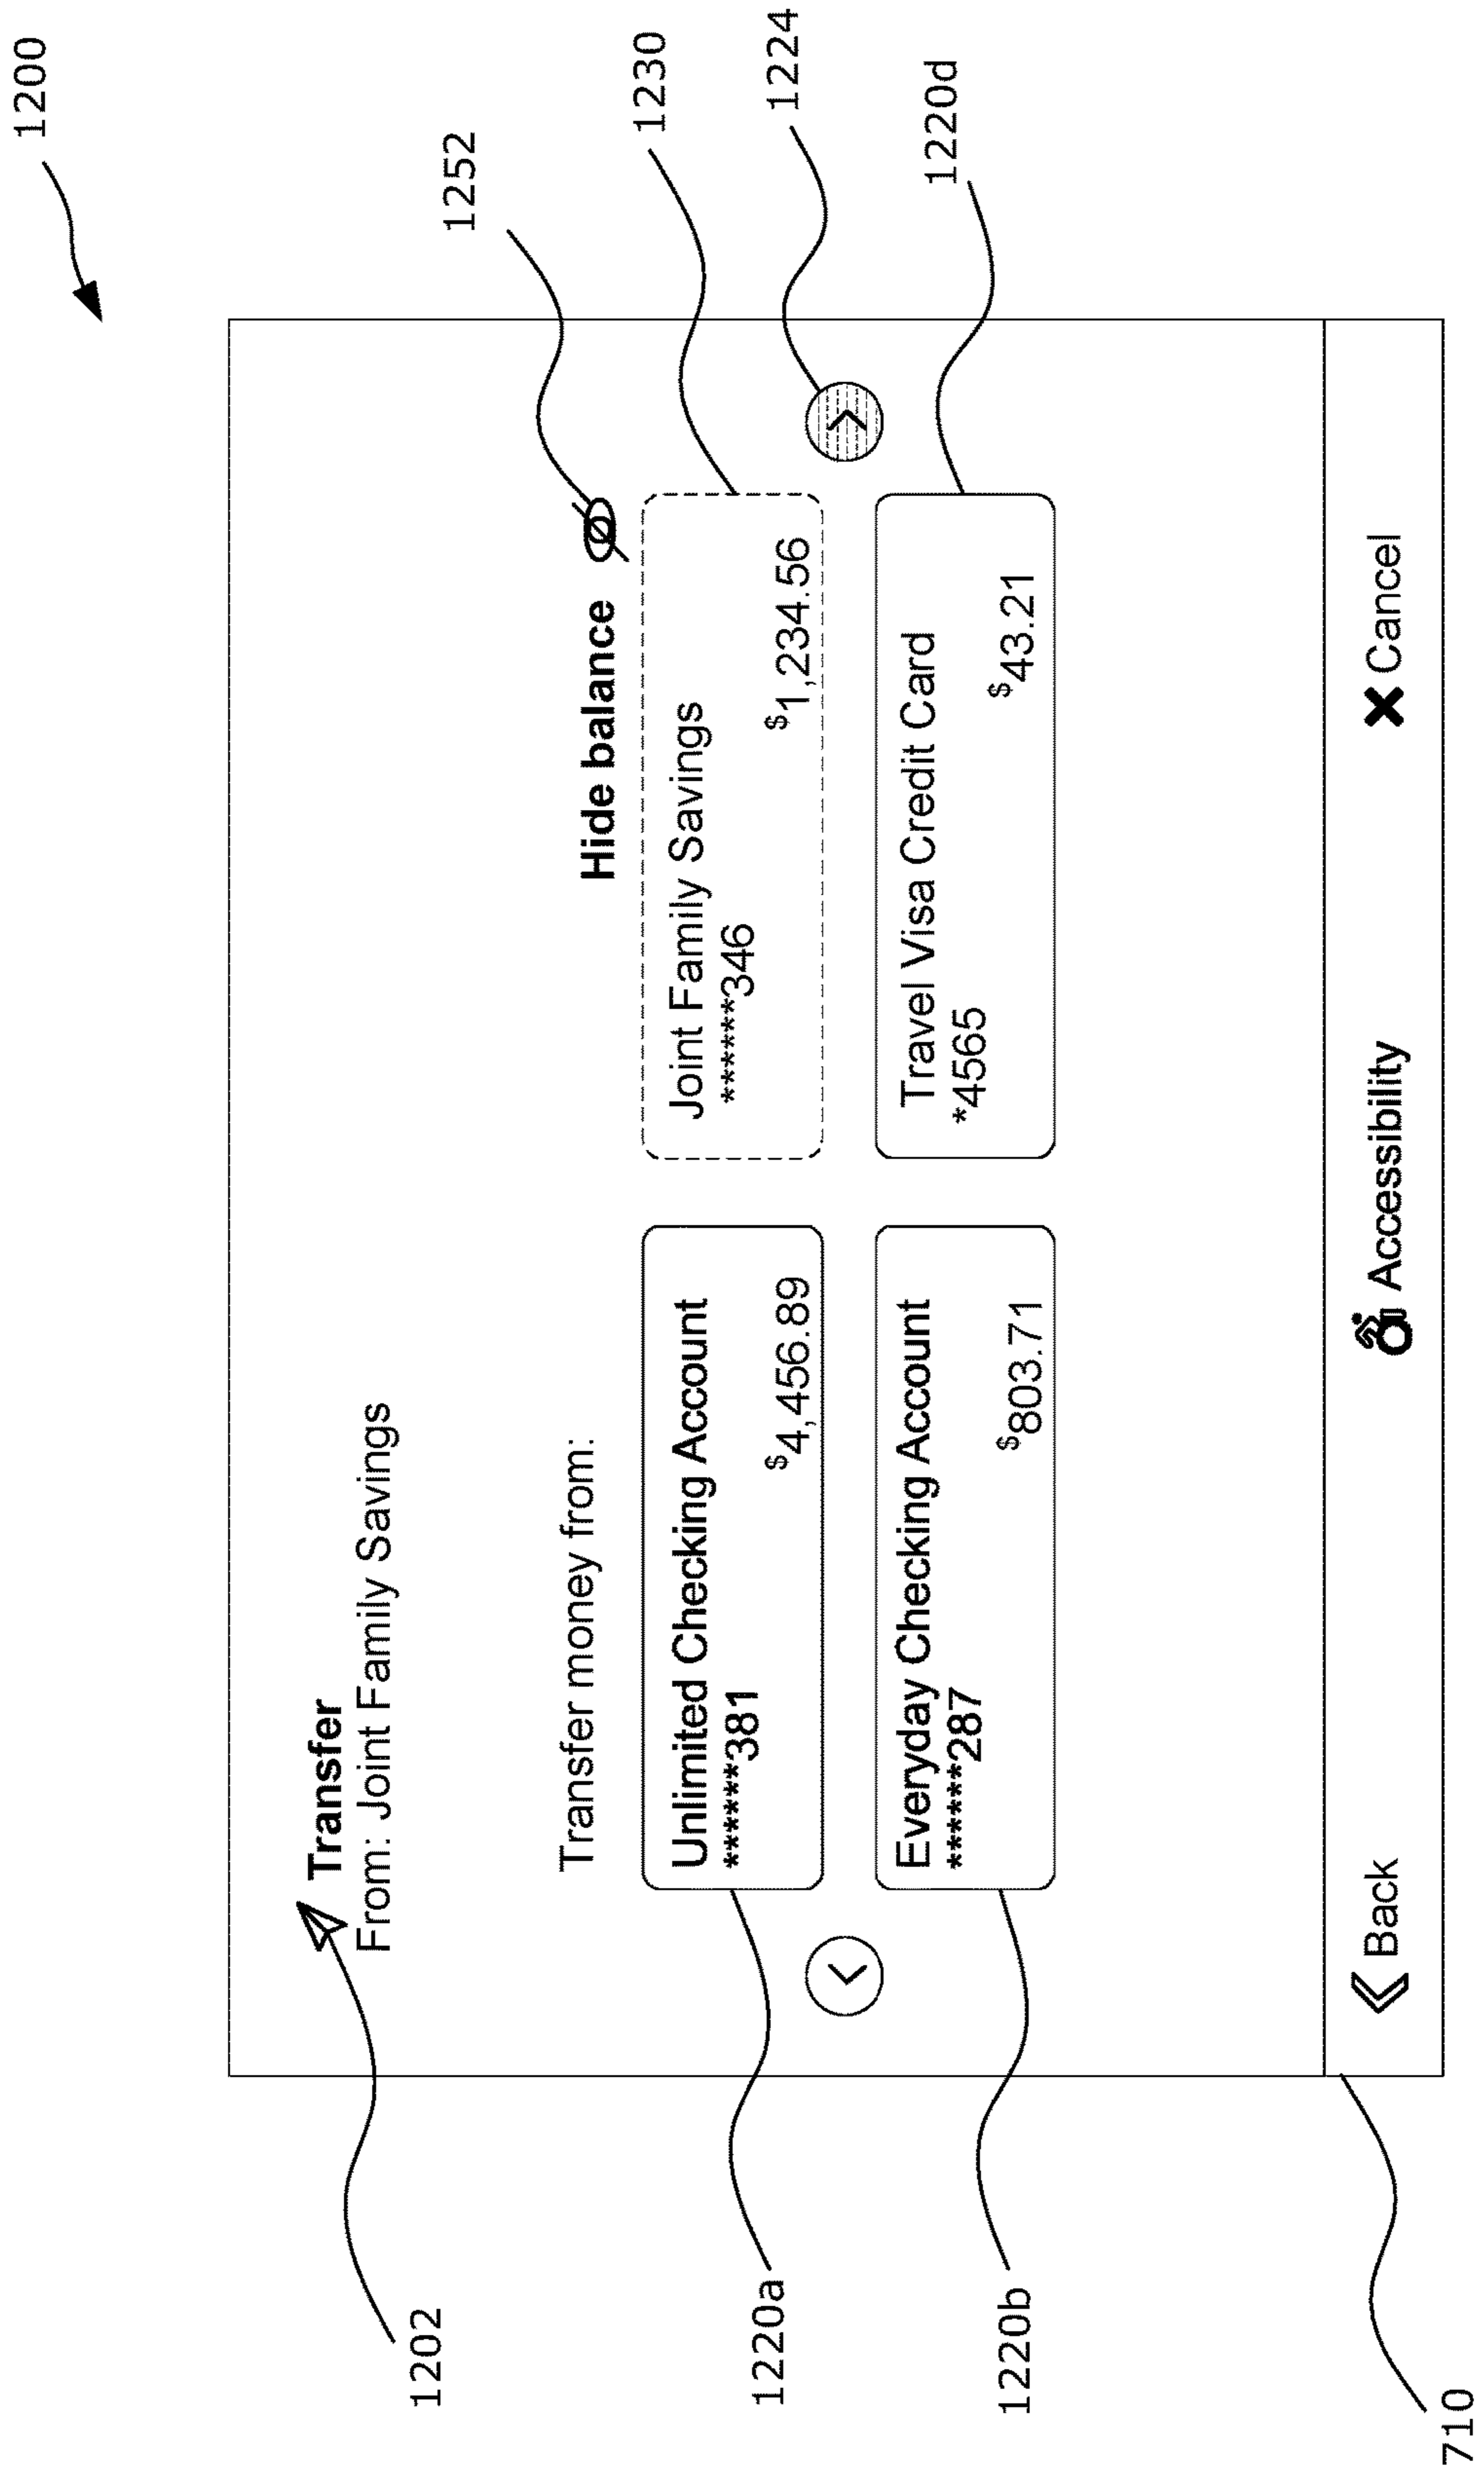 1200
1202
Transfer
From: Joint Family Savings
1252
Transfer money from:
Hide balance
1230
1220a
Unlimited Checking Account
******381
$4,456.89
Joint Family Savings
******346
$1,234.56
1224
1220b
Everyday Checking Account
******287
$803.71
Travel Visa Credit Card
*4565
$43.21
1220d
710
Back
Accessibility
Cancel